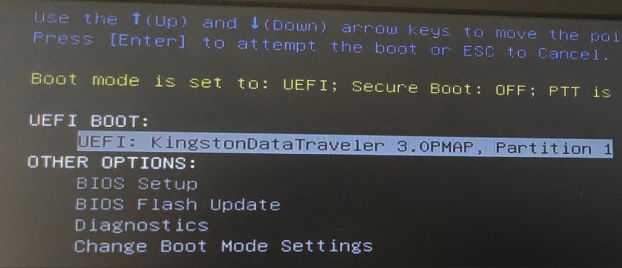 Use the ↑(Up) and ↓(Down) arrow keys to move the poi
Press [Enter] to attempt the boot or ESC to Cancel.
Boot mode is set to: UEFI; Secure Boot: OFF; PTT is
UEFI BOOT:
UEFI: KingstonDataTraveler 3.0PMAP, Partition 1
OTHER OPTIONS:
BIOS Setup
BIOS Flash Update
Diagnostics
Change Boot Mode Settings